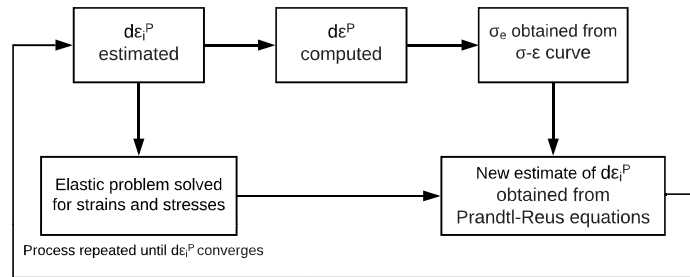 dεᵢᴾ
estimated
dεᴾ
computed
σₑ obtained from
σ-ε curve
Elastic problem solved
for strains and stresses
New estimate of dεᵢᴾ
obtained from
Prandtl-Reus equations
Process repeated until dεᵢᴾ converges